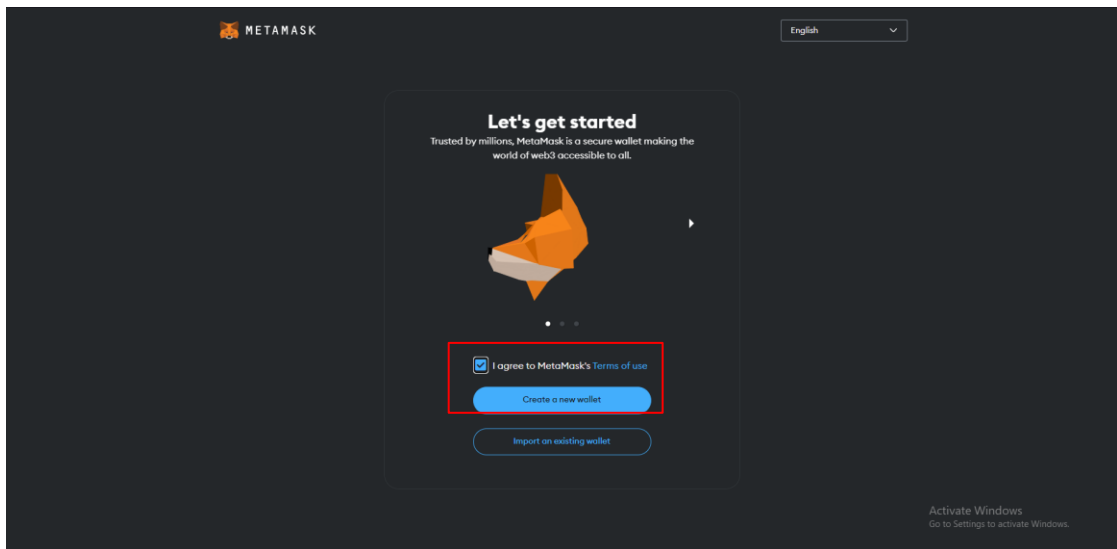 METAMASK
English
Let's get started
Trusted by millions, MetaMask is a secure wallet making the
world of web3 accessible to all.
I agree to MetaMask's Terms of use
Create a new wallet
Import an existing wallet
Activate Windows
Go to Settings to activate Windows.